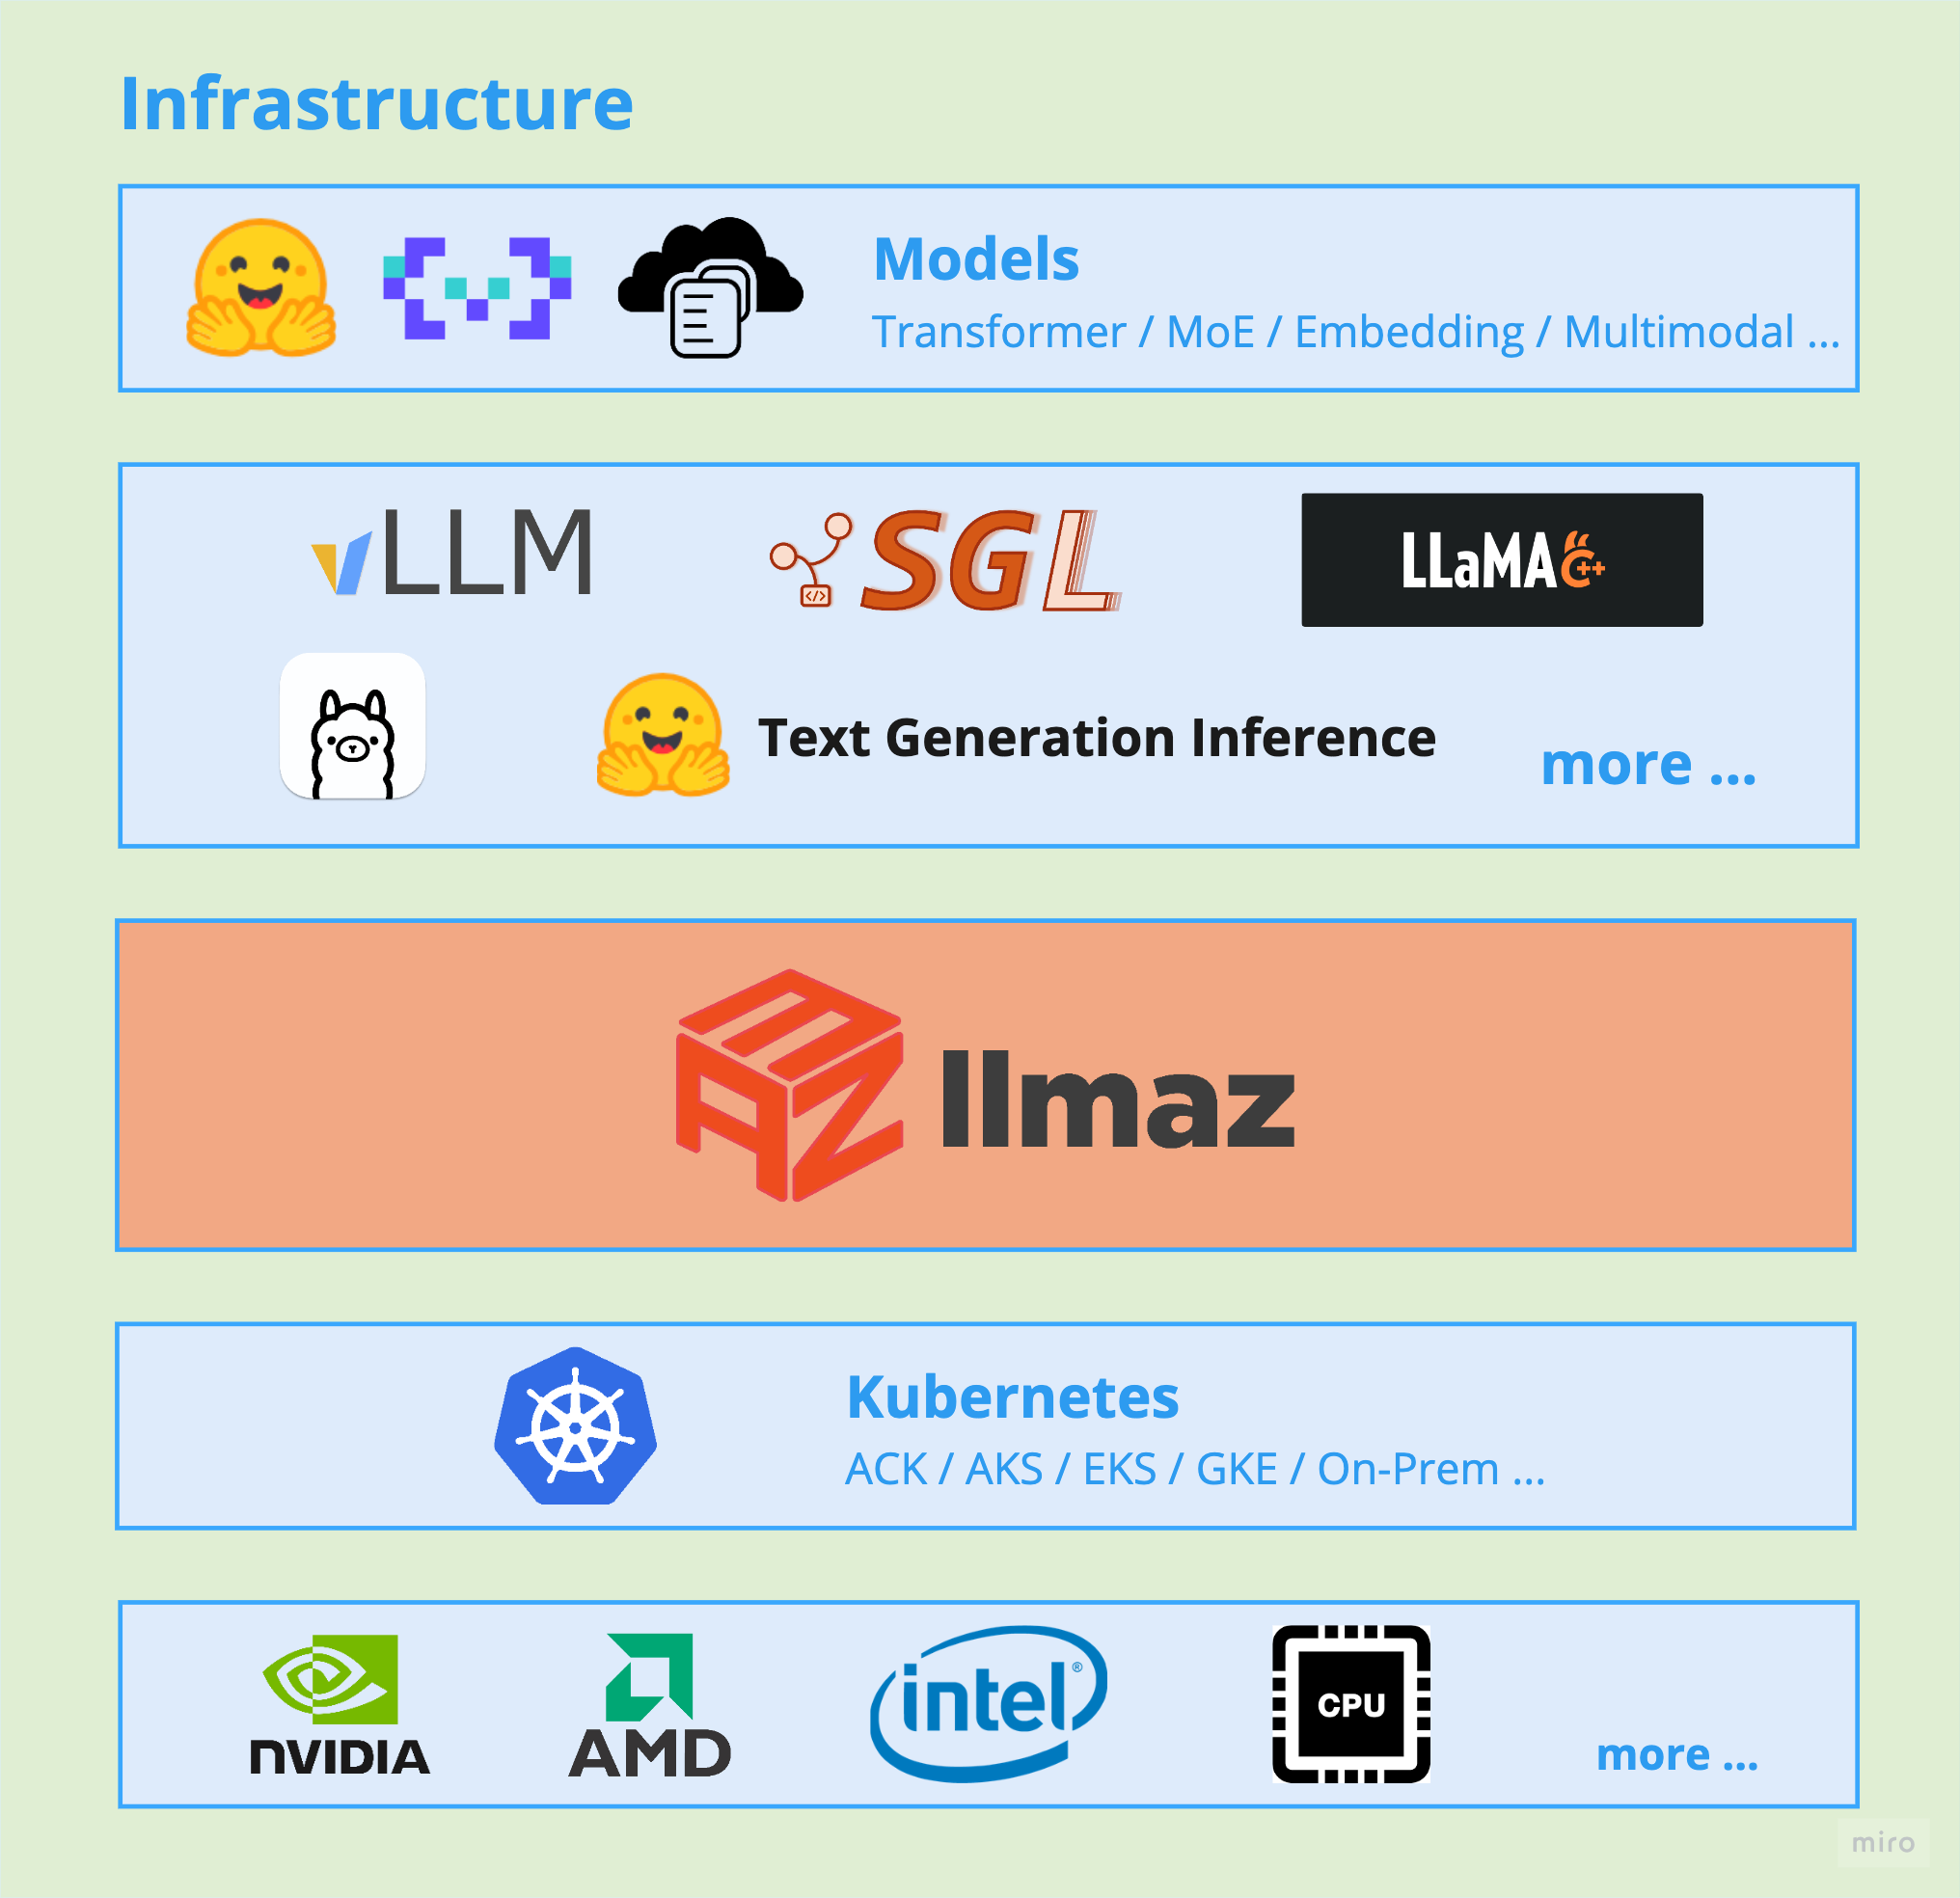 Infrastructure
Models
Transformer / MoE / Embedding / Multimodal ...
vLLM
SGL
</>
LLaMA C++
Text Generation Inference
more ...
llmaz
Kubernetes
ACK / AKS / EKS / GKE / On-Prem ...
nVIDIA
AMD
intel®
CPU
more ...
miro